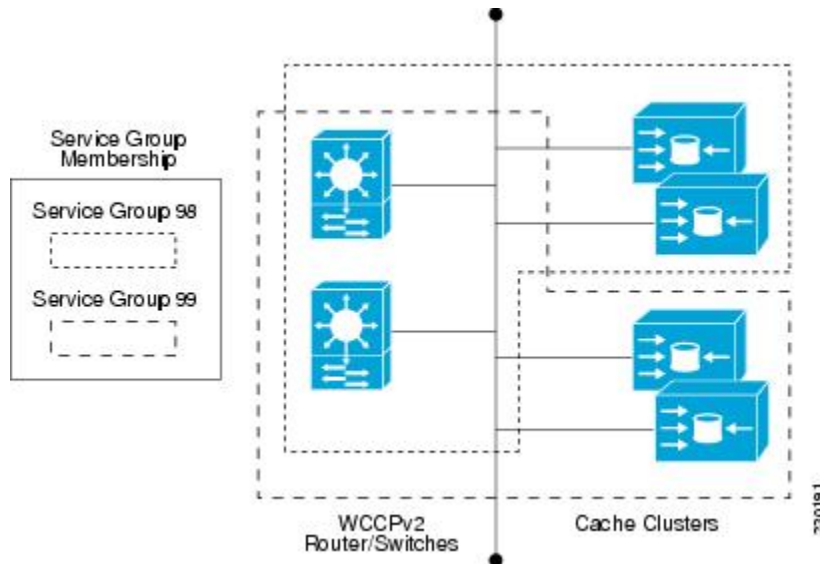 Service Group
Membership
Service Group 98
Service Group 99
WCCPv2
Router/Switches
Cache Clusters